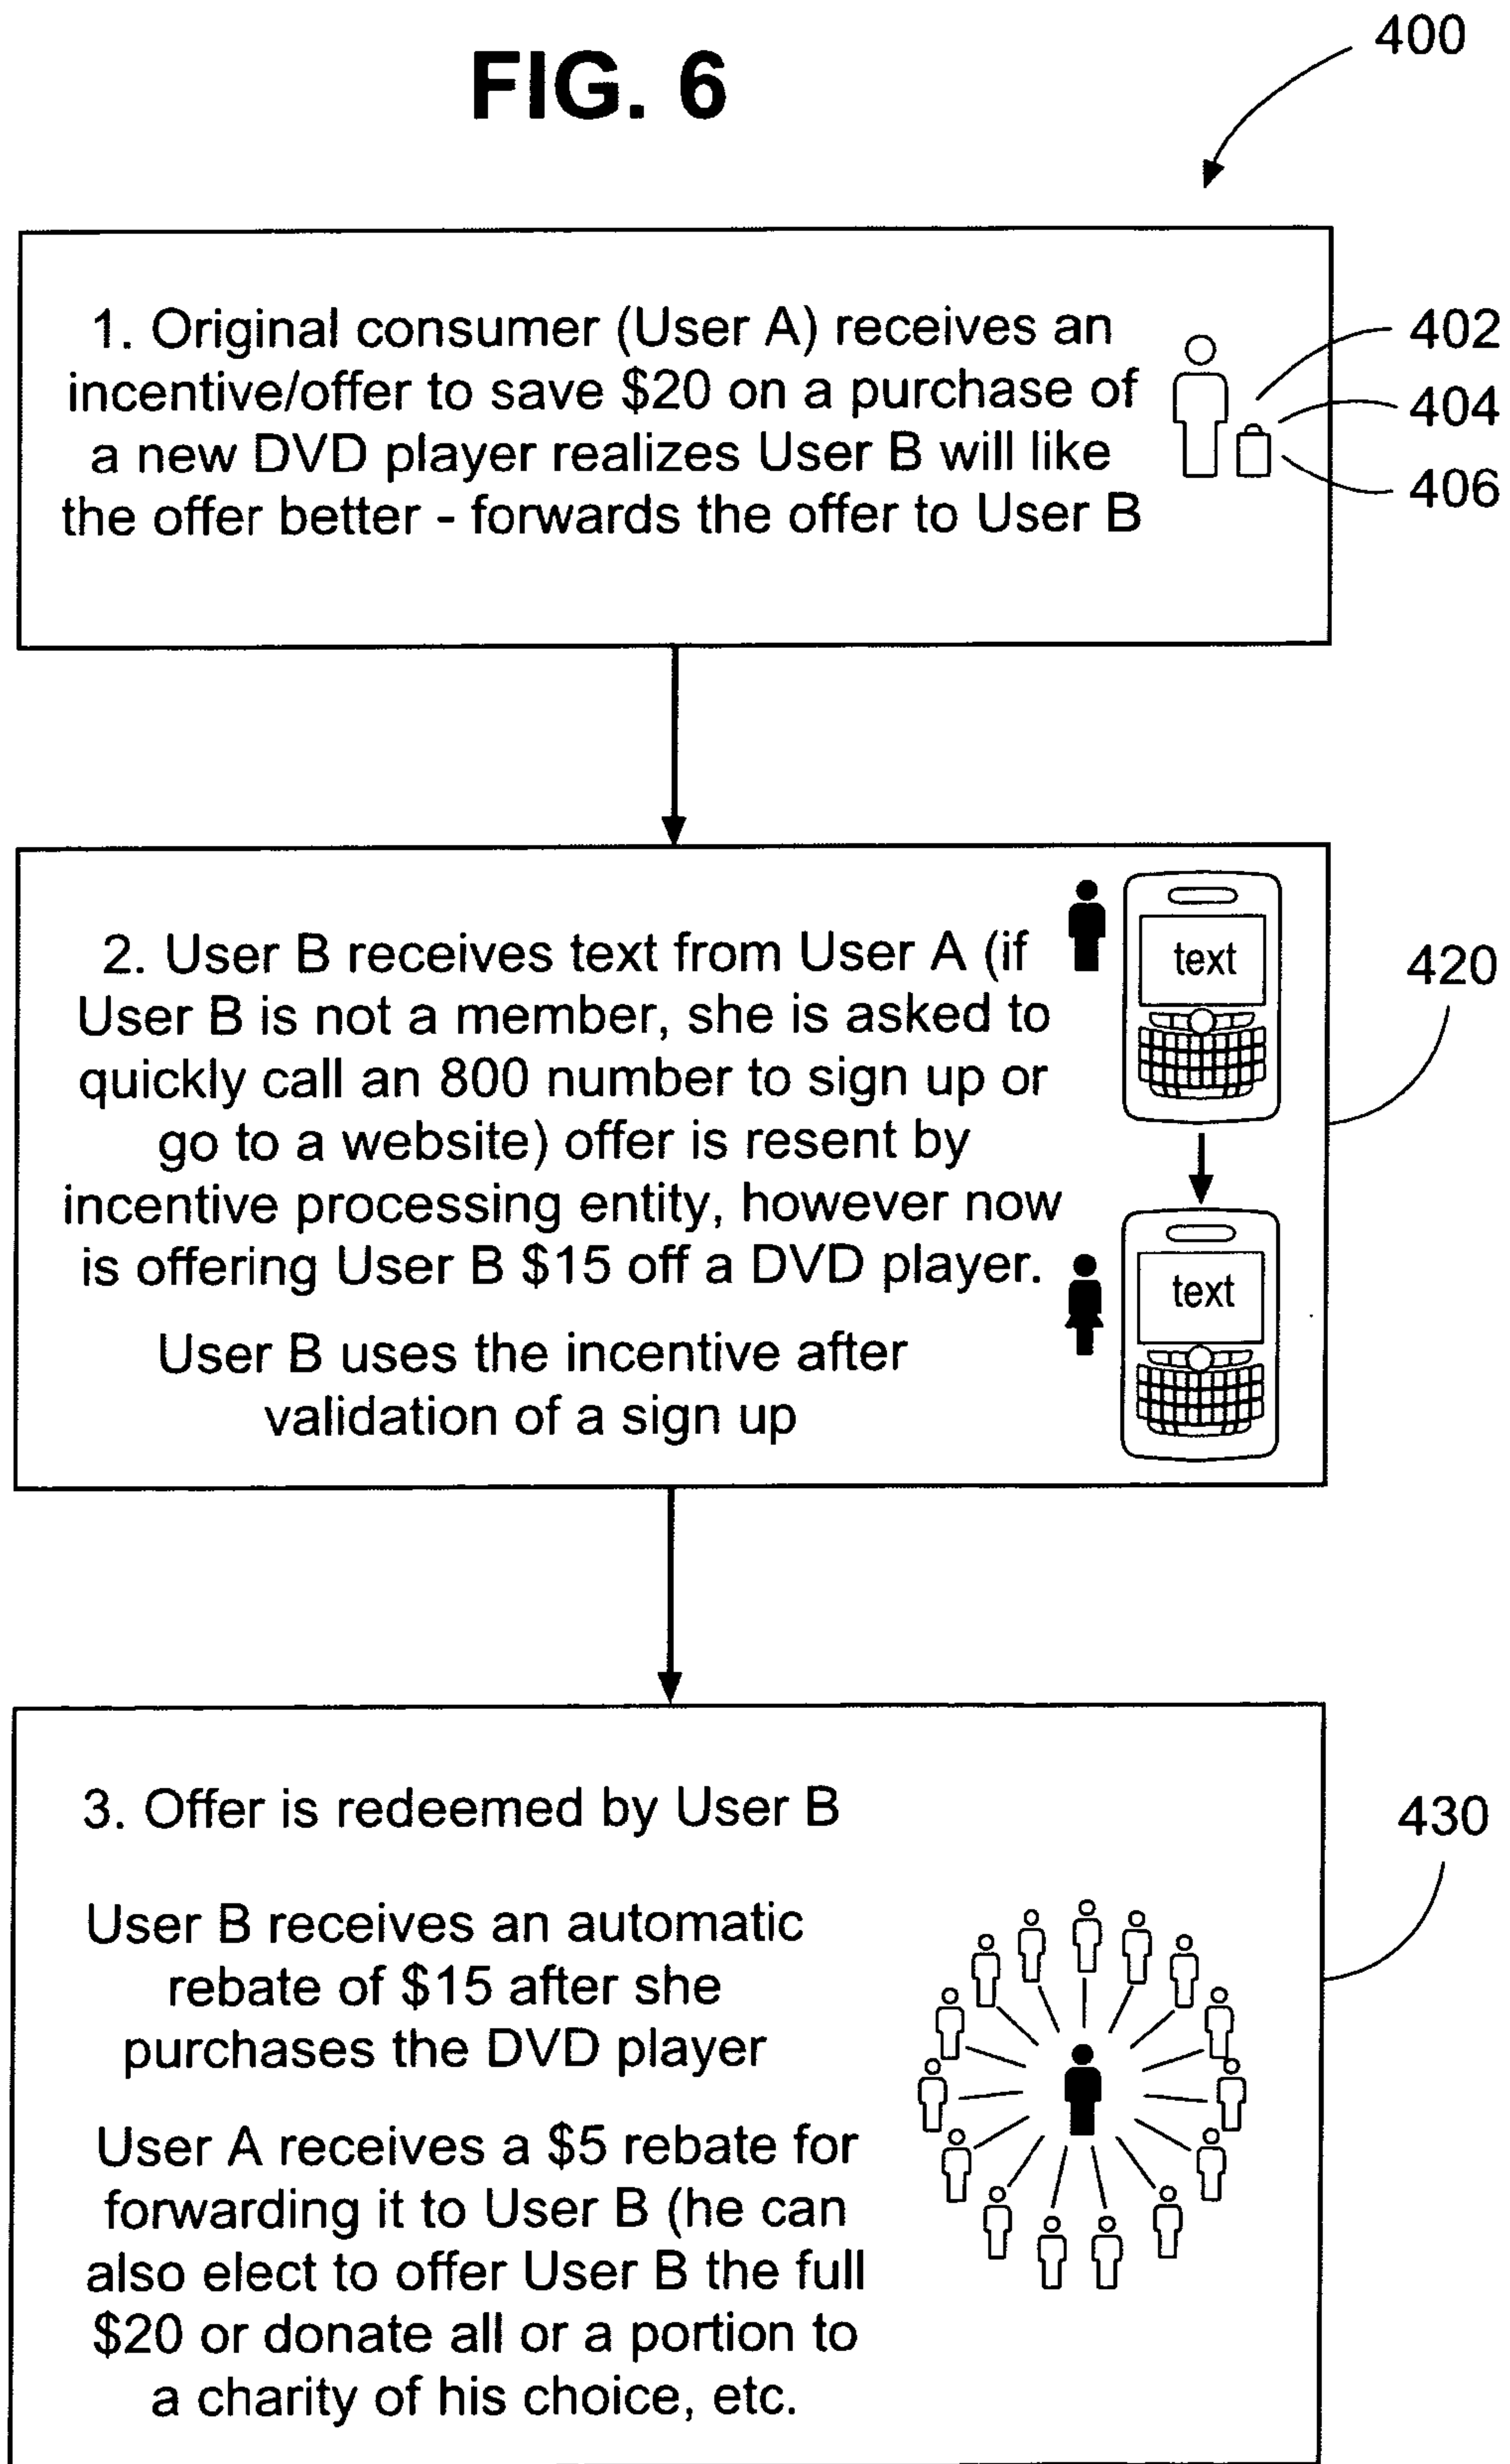 FIG. 6
400
1. Original consumer (User A) receives an
incentive/offer to save $20 on a purchase of
a new DVD player realizes User B will like
the offer better - forwards the offer to User B
402
404
406
2. User B receives text from User A (if
User B is not a member, she is asked to
quickly call an 800 number to sign up or
go to a website) offer is resent by
incentive processing entity, however now
is offering User B $15 off a DVD player.
User B uses the incentive after
validation of a sign up
text
text
420
3. Offer is redeemed by User B
User B receives an automatic
rebate of $15 after she
purchases the DVD player
User A receives a $5 rebate for
forwarding it to User B (he can
also elect to offer User B the full
$20 or donate all or a portion to
a charity of his choice, etc.
430